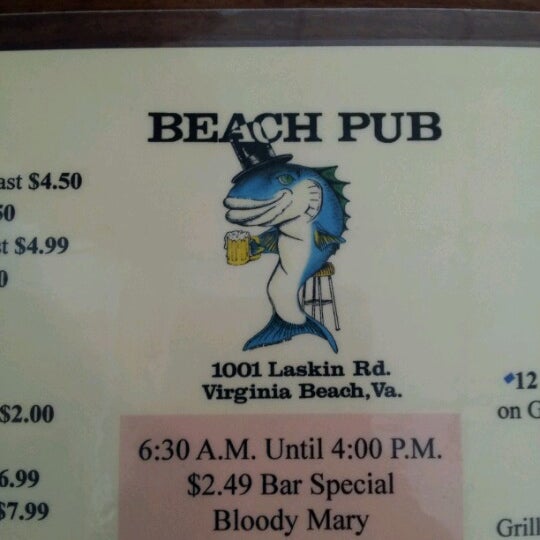 BEACH PUB
ast $4.50
50
t $4.99
0
$2.00
6.99
$7.99
1001 Laskin Rd.
Virginia Beach, Va.
6:30 A.M. Until 4:00 P.M.
$2.49 Bar Special
Bloody Mary
12
on G
Grill